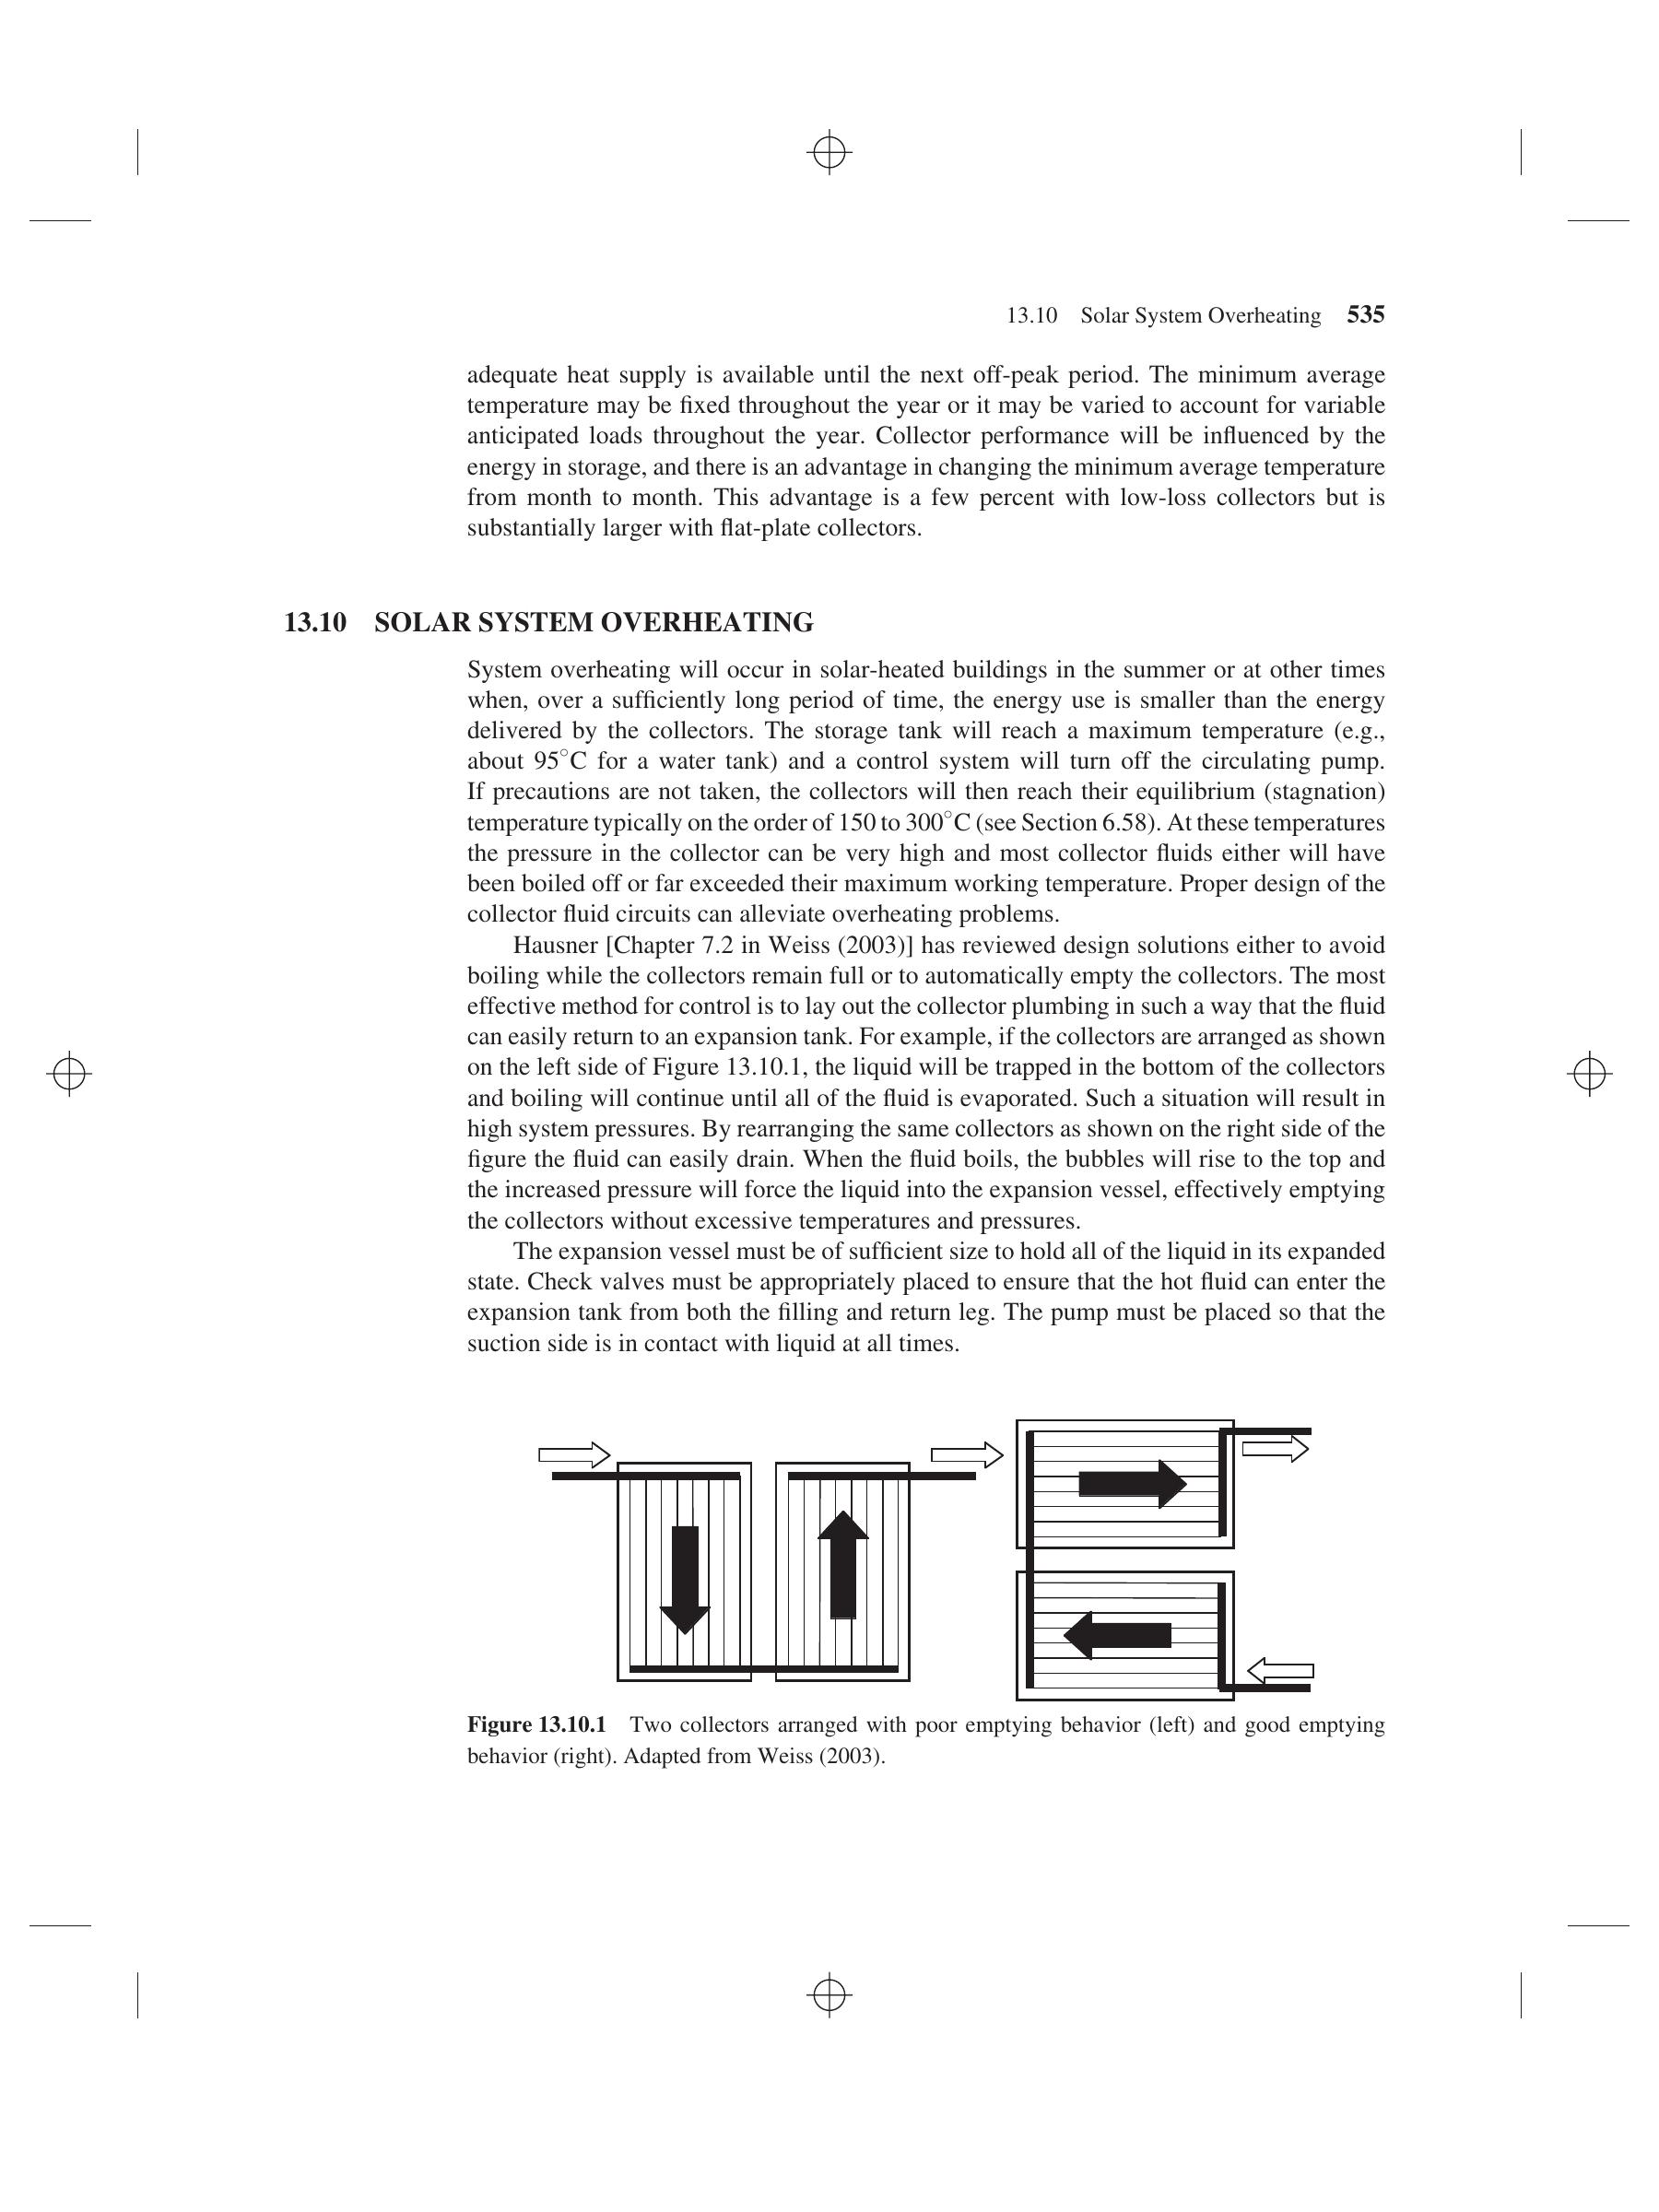 13.10 Solar System Overheating 535
adequate heat supply is available until the next off-peak period. The minimum average
temperature may be fixed throughout the year or it may be varied to account for variable
anticipated loads throughout the year. Collector performance will be influenced by the
energy in storage, and there is an advantage in changing the minimum average temperature
from month to month. This advantage is a few percent with low-loss collectors but is
substantially larger with flat-plate collectors.
13.10 SOLAR SYSTEM OVERHEATING
System overheating will occur in solar-heated buildings in the summer or at other times
when, over a sufficiently long period of time, the energy use is smaller than the energy
delivered by the collectors. The storage tank will reach a maximum temperature (e.g.,
about 95°C for a water tank) and a control system will turn off the circulating pump.
If precautions are not taken, the collectors will then reach their equilibrium (stagnation)
temperature typically on the order of 150 to 300°C (see Section 6.58). At these temperatures
the pressure in the collector can be very high and most collector fluids either will have
been boiled off or far exceeded their maximum working temperature. Proper design of the
collector fluid circuits can alleviate overheating problems.
Hausner [Chapter 7.2 in Weiss (2003)] has reviewed design solutions either to avoid
boiling while the collectors remain full or to automatically empty the collectors. The most
effective method for control is to lay out the collector plumbing in such a way that the fluid
can easily return to an expansion tank. For example, if the collectors are arranged as shown
on the left side of Figure 13.10.1, the liquid will be trapped in the bottom of the collectors
and boiling will continue until all of the fluid is evaporated. Such a situation will result in
high system pressures. By rearranging the same collectors as shown on the right side of the
figure the fluid can easily drain. When the fluid boils, the bubbles will rise to the top and
the increased pressure will force the liquid into the expansion vessel, effectively emptying
the collectors without excessive temperatures and pressures.
The expansion vessel must be of sufficient size to hold all of the liquid in its expanded
state. Check valves must be appropriately placed to ensure that the hot fluid can enter the
expansion tank from both the filling and return leg. The pump must be placed so that the
suction side is in contact with liquid at all times.
Figure 13.10.1 Two collectors arranged with poor emptying behavior (left) and good emptying
behavior (right). Adapted from Weiss (2003).